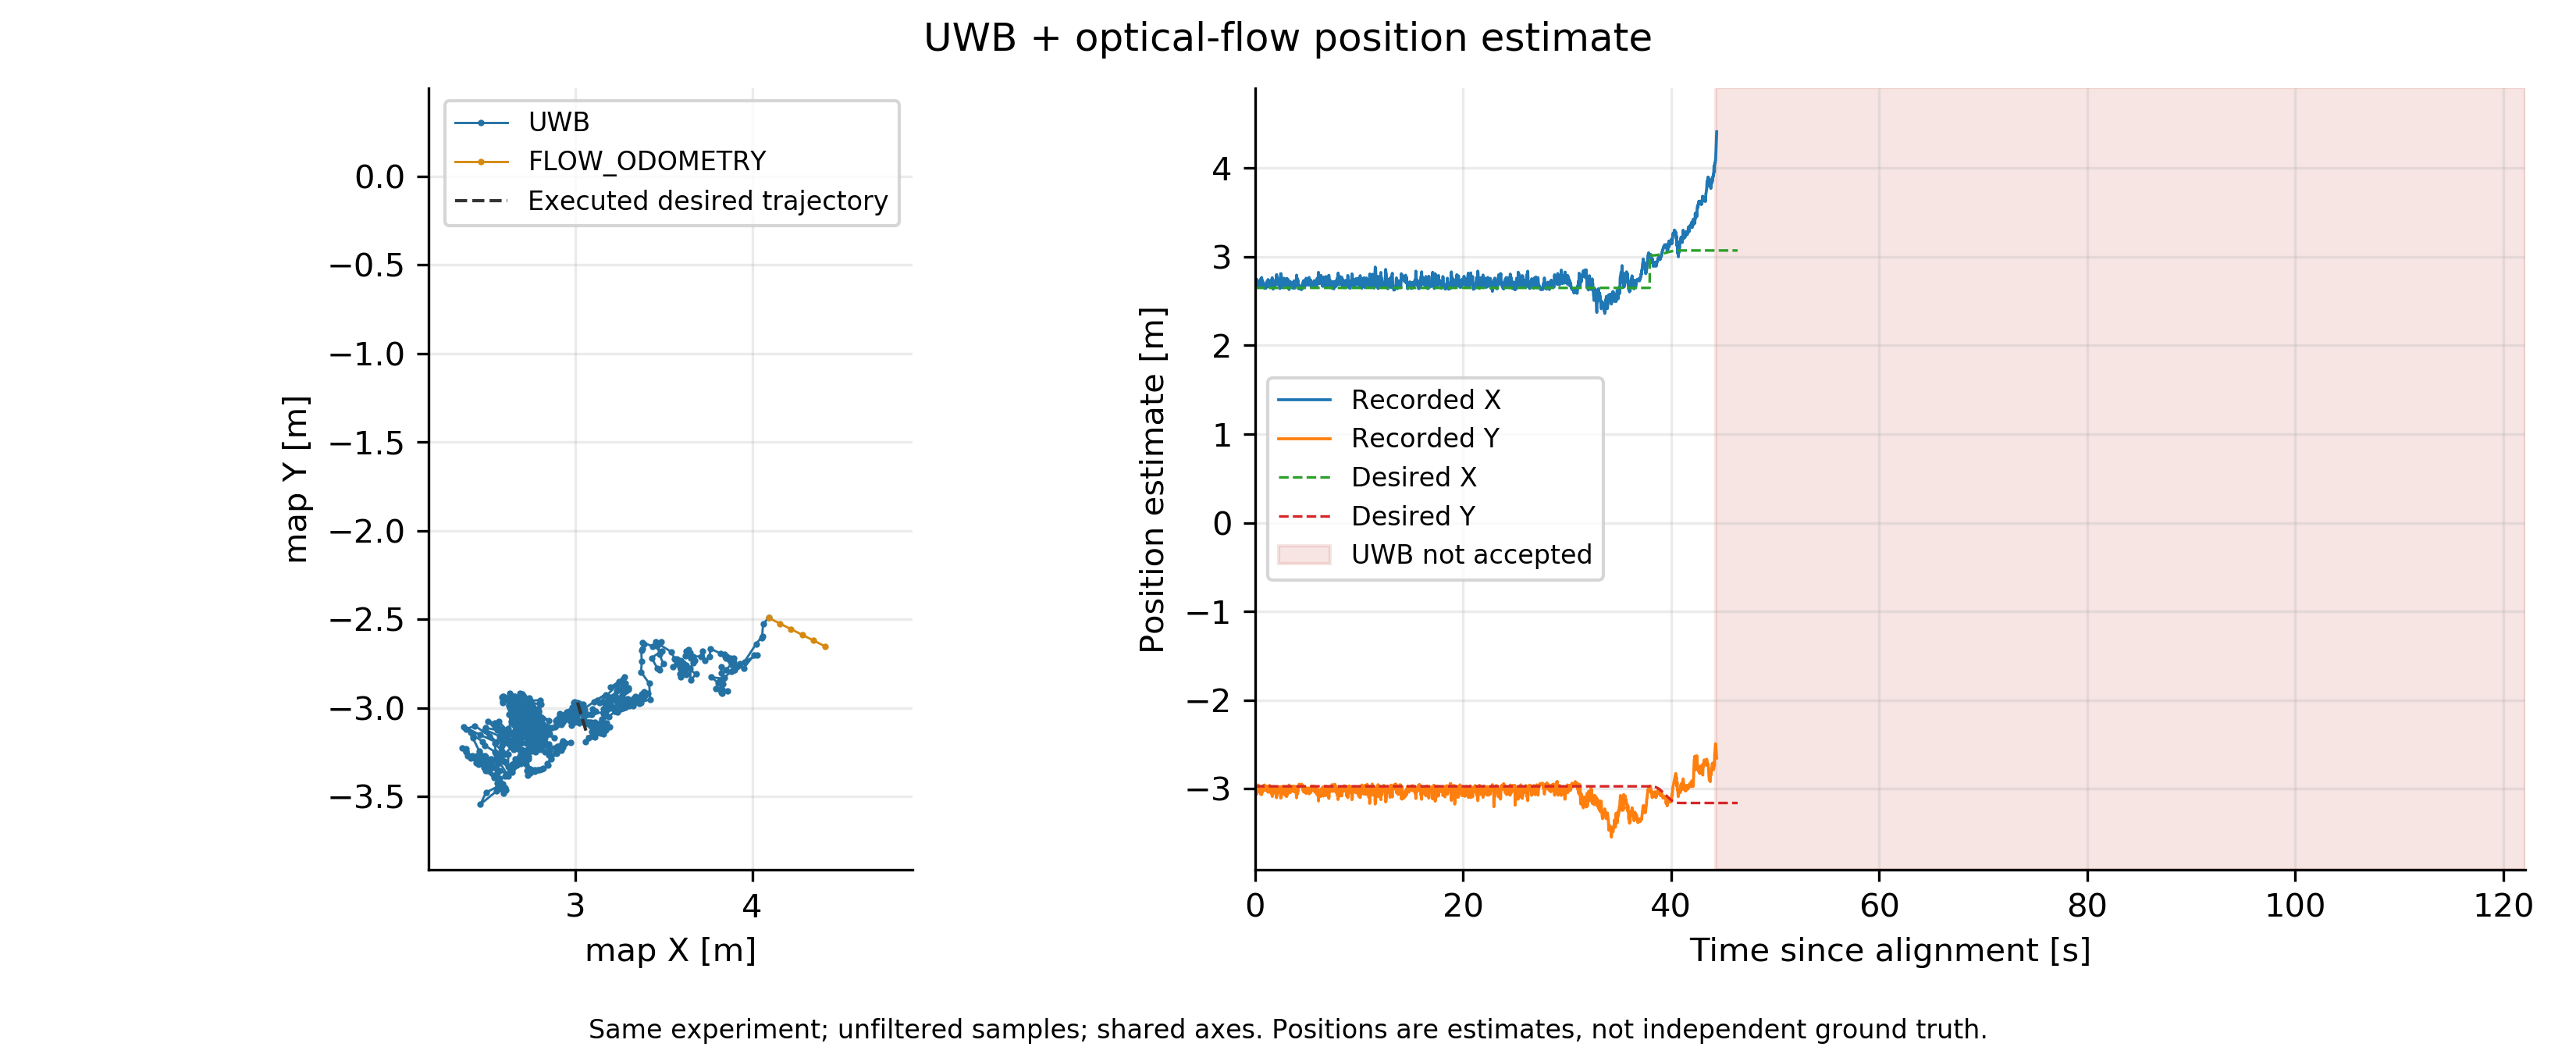 UWB + optical-flow position estimate
UWB
FLOW_ODOMETRY
Executed desired trajectory
0.0
−0.5
−1.0
−1.5
−2.0
−2.5
−3.0
−3.5
map Y [m]
3
4
map X [m]
4
3
2
1
0
−1
−2
−3
Position estimate [m]
Recorded X
Recorded Y
Desired X
Desired Y
UWB not accepted
0
20
40
60
80
100
120
Time since alignment [s]
Same experiment; unfiltered samples; shared axes. Positions are estimates, not independent ground truth.